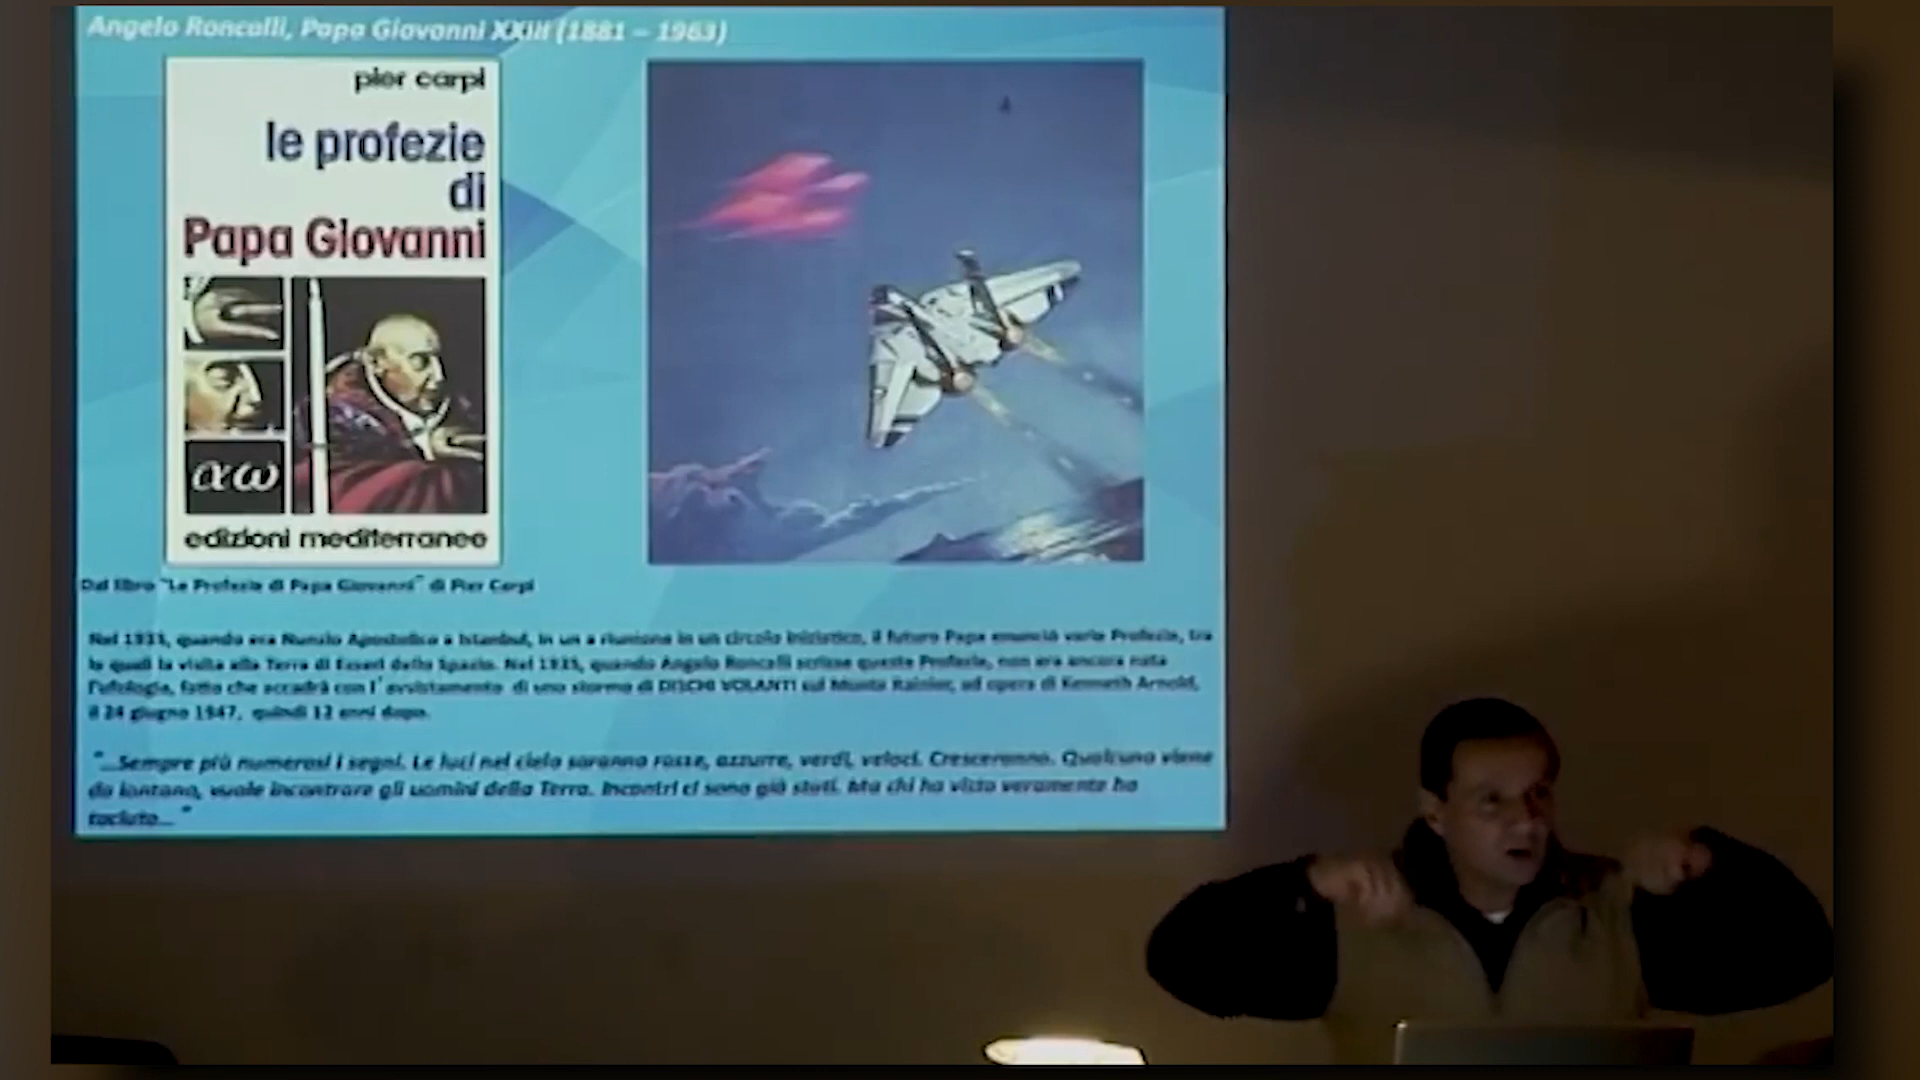 Angelo Roncalli, Papa Giovanni XXIII (1881 – 1963)
pier carpi
le profezie
di
Papa Giovanni
αω
edizioni mediterranee
Dal libro "Le Profezie di Papa Giovanni" di Pier Carpi
Nel 1935, quando era Nunzio Apostolico a Istanbul, in un a riunione in un circolo iniziatico, il futuro Papa enunciò varie Profezie, tra
le quali la visita alla Terra di Esseri dello Spazio. Nel 1935, quando Angelo Roncalli scrisse queste Profezie, non era ancora nata
l'ufologia, fatto che accadrà con l' avvistamento di uno stormo di DISCHI VOLANTI sul Monte Rainier, ad opera di Kenneth Arnold,
il 24 giugno 1947, quindi 12 anni dopo.
"...Sempre più numerosi i segni. Le luci nel cielo saranno rosse, azzurre, verdi, veloci. Cresceranno. Qualcuno viene
da lontano, vuole incontrare gli uomini della Terra. Incontri ci sono già stati. Ma chi ha visto veramente ha
taciuto... "